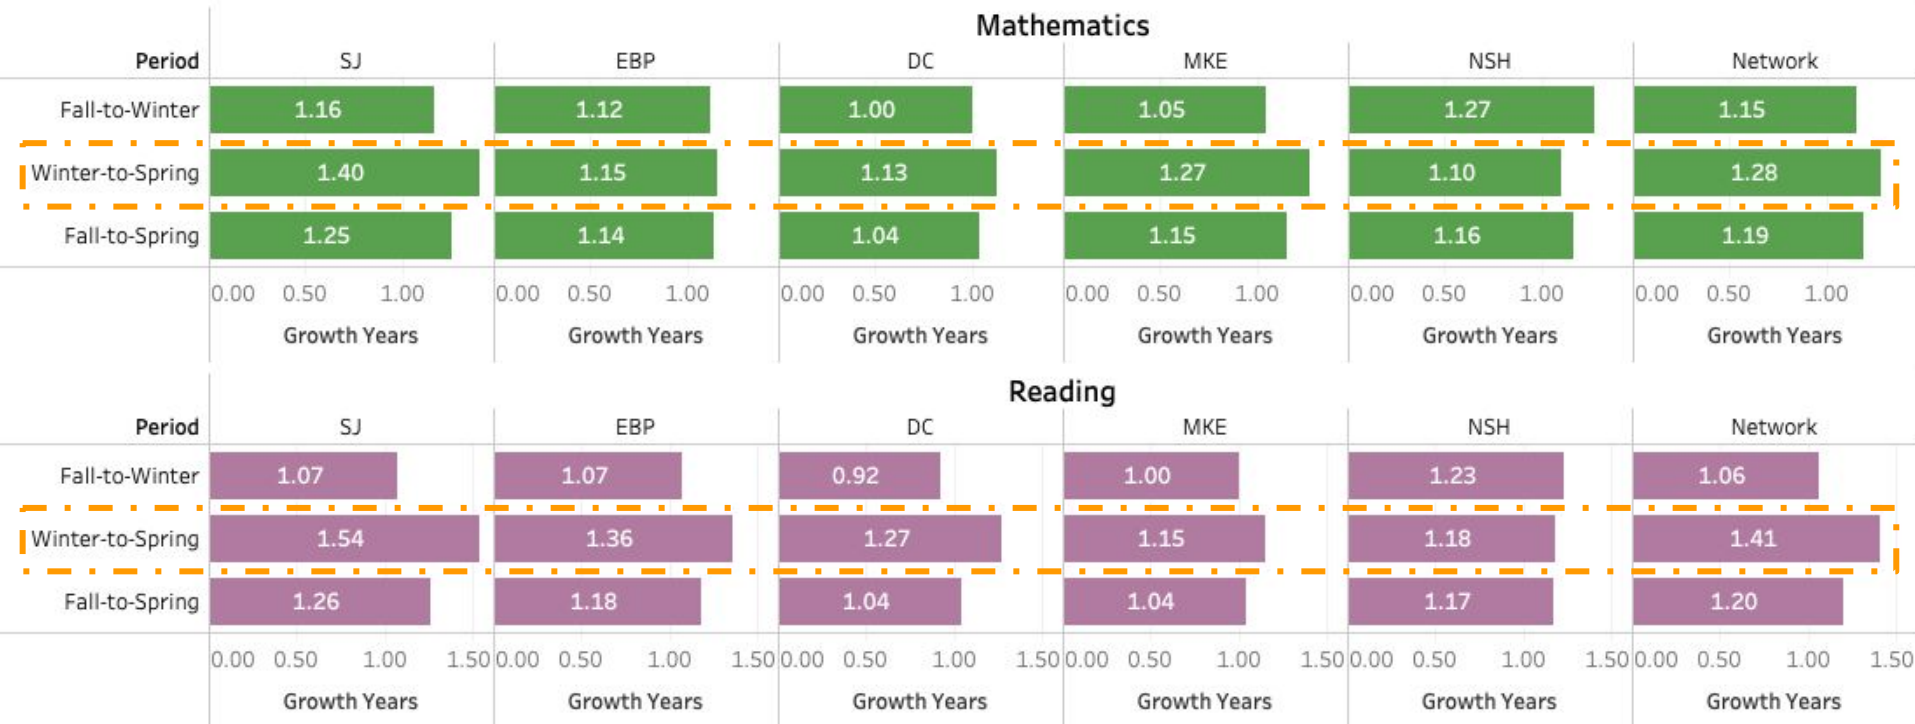 Mathematics
Period SJ EBP DC MKE NSH Network
Fall-to-Winter 1.16 1.12 1.00 1.05 1.27 1.15
Winter-to-Spring 1.40 1.15 1.13 1.27 1.10 1.28
Fall-to-Spring 1.25 1.14 1.04 1.15 1.16 1.19
0.00 0.50 1.00 0.00 0.50 1.00 0.00 0.50 1.00 0.00 0.50 1.00 0.00 0.50 1.00 0.00 0.50 1.00
Growth Years Growth Years Growth Years Growth Years Growth Years Growth Years
Reading
Period SJ EBP DC MKE NSH Network
Fall-to-Winter 1.07 1.07 0.92 1.00 1.23 1.06
Winter-to-Spring 1.54 1.36 1.27 1.15 1.18 1.41
Fall-to-Spring 1.26 1.18 1.04 1.04 1.17 1.20
0.00 0.50 1.00 1.50 0.00 0.50 1.00 1.50 0.00 0.50 1.00 1.50 0.00 0.50 1.00 1.50 0.00 0.50 1.00 1.50 0.00 0.50 1.00 1.50
Growth Years Growth Years Growth Years Growth Years Growth Years Growth Years